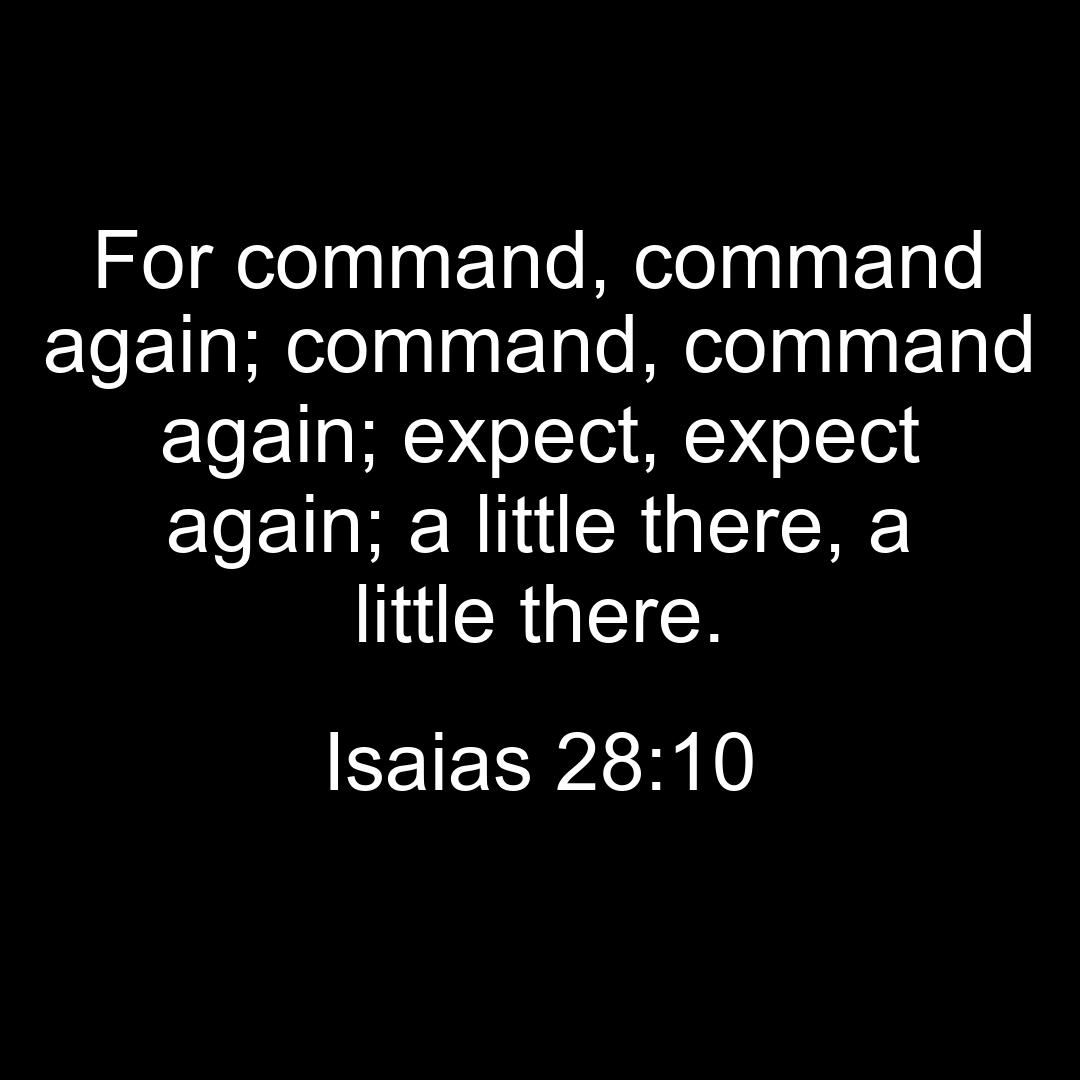 For command, command
again; command, command
again; expect, expect
again; a little there, a
little there.
Isaias 28:10